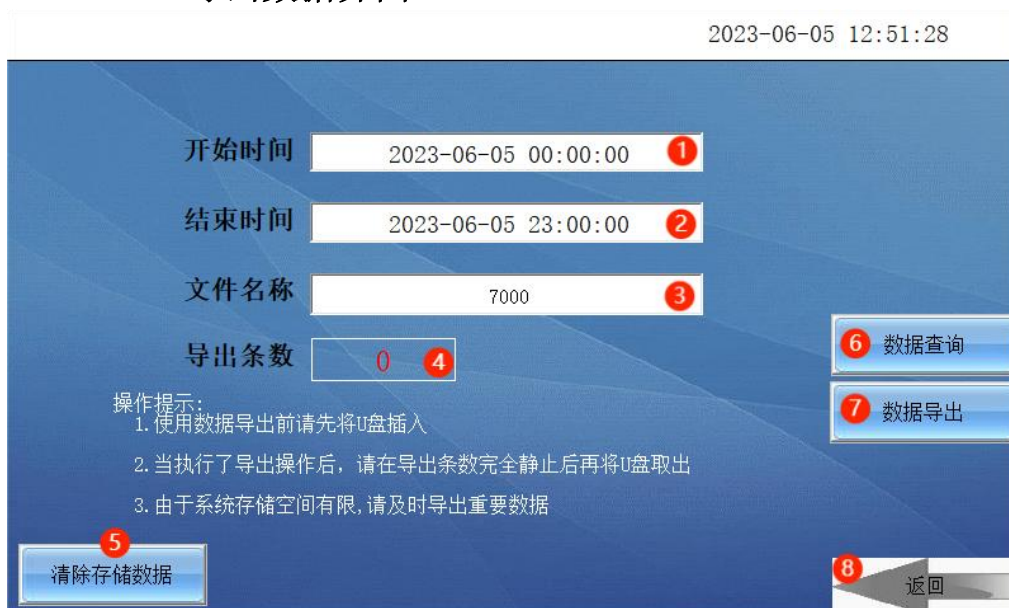 2023-06-05 12:51:28
开始时间 2023-06-05 00:00:00 1
结束时间 2023-06-05 23:00:00 2
文件名称 7000 3
导出条数 0 4
6 数据查询
操作提示:
1.使用数据导出前请先将U盘插入
7 数据导出
2.当执行了导出操作后，请在导出条数完全静止后再将U盘取出
3.由于系统存储空间有限,请及时导出重要数据
5
清除存储数据
8 返回